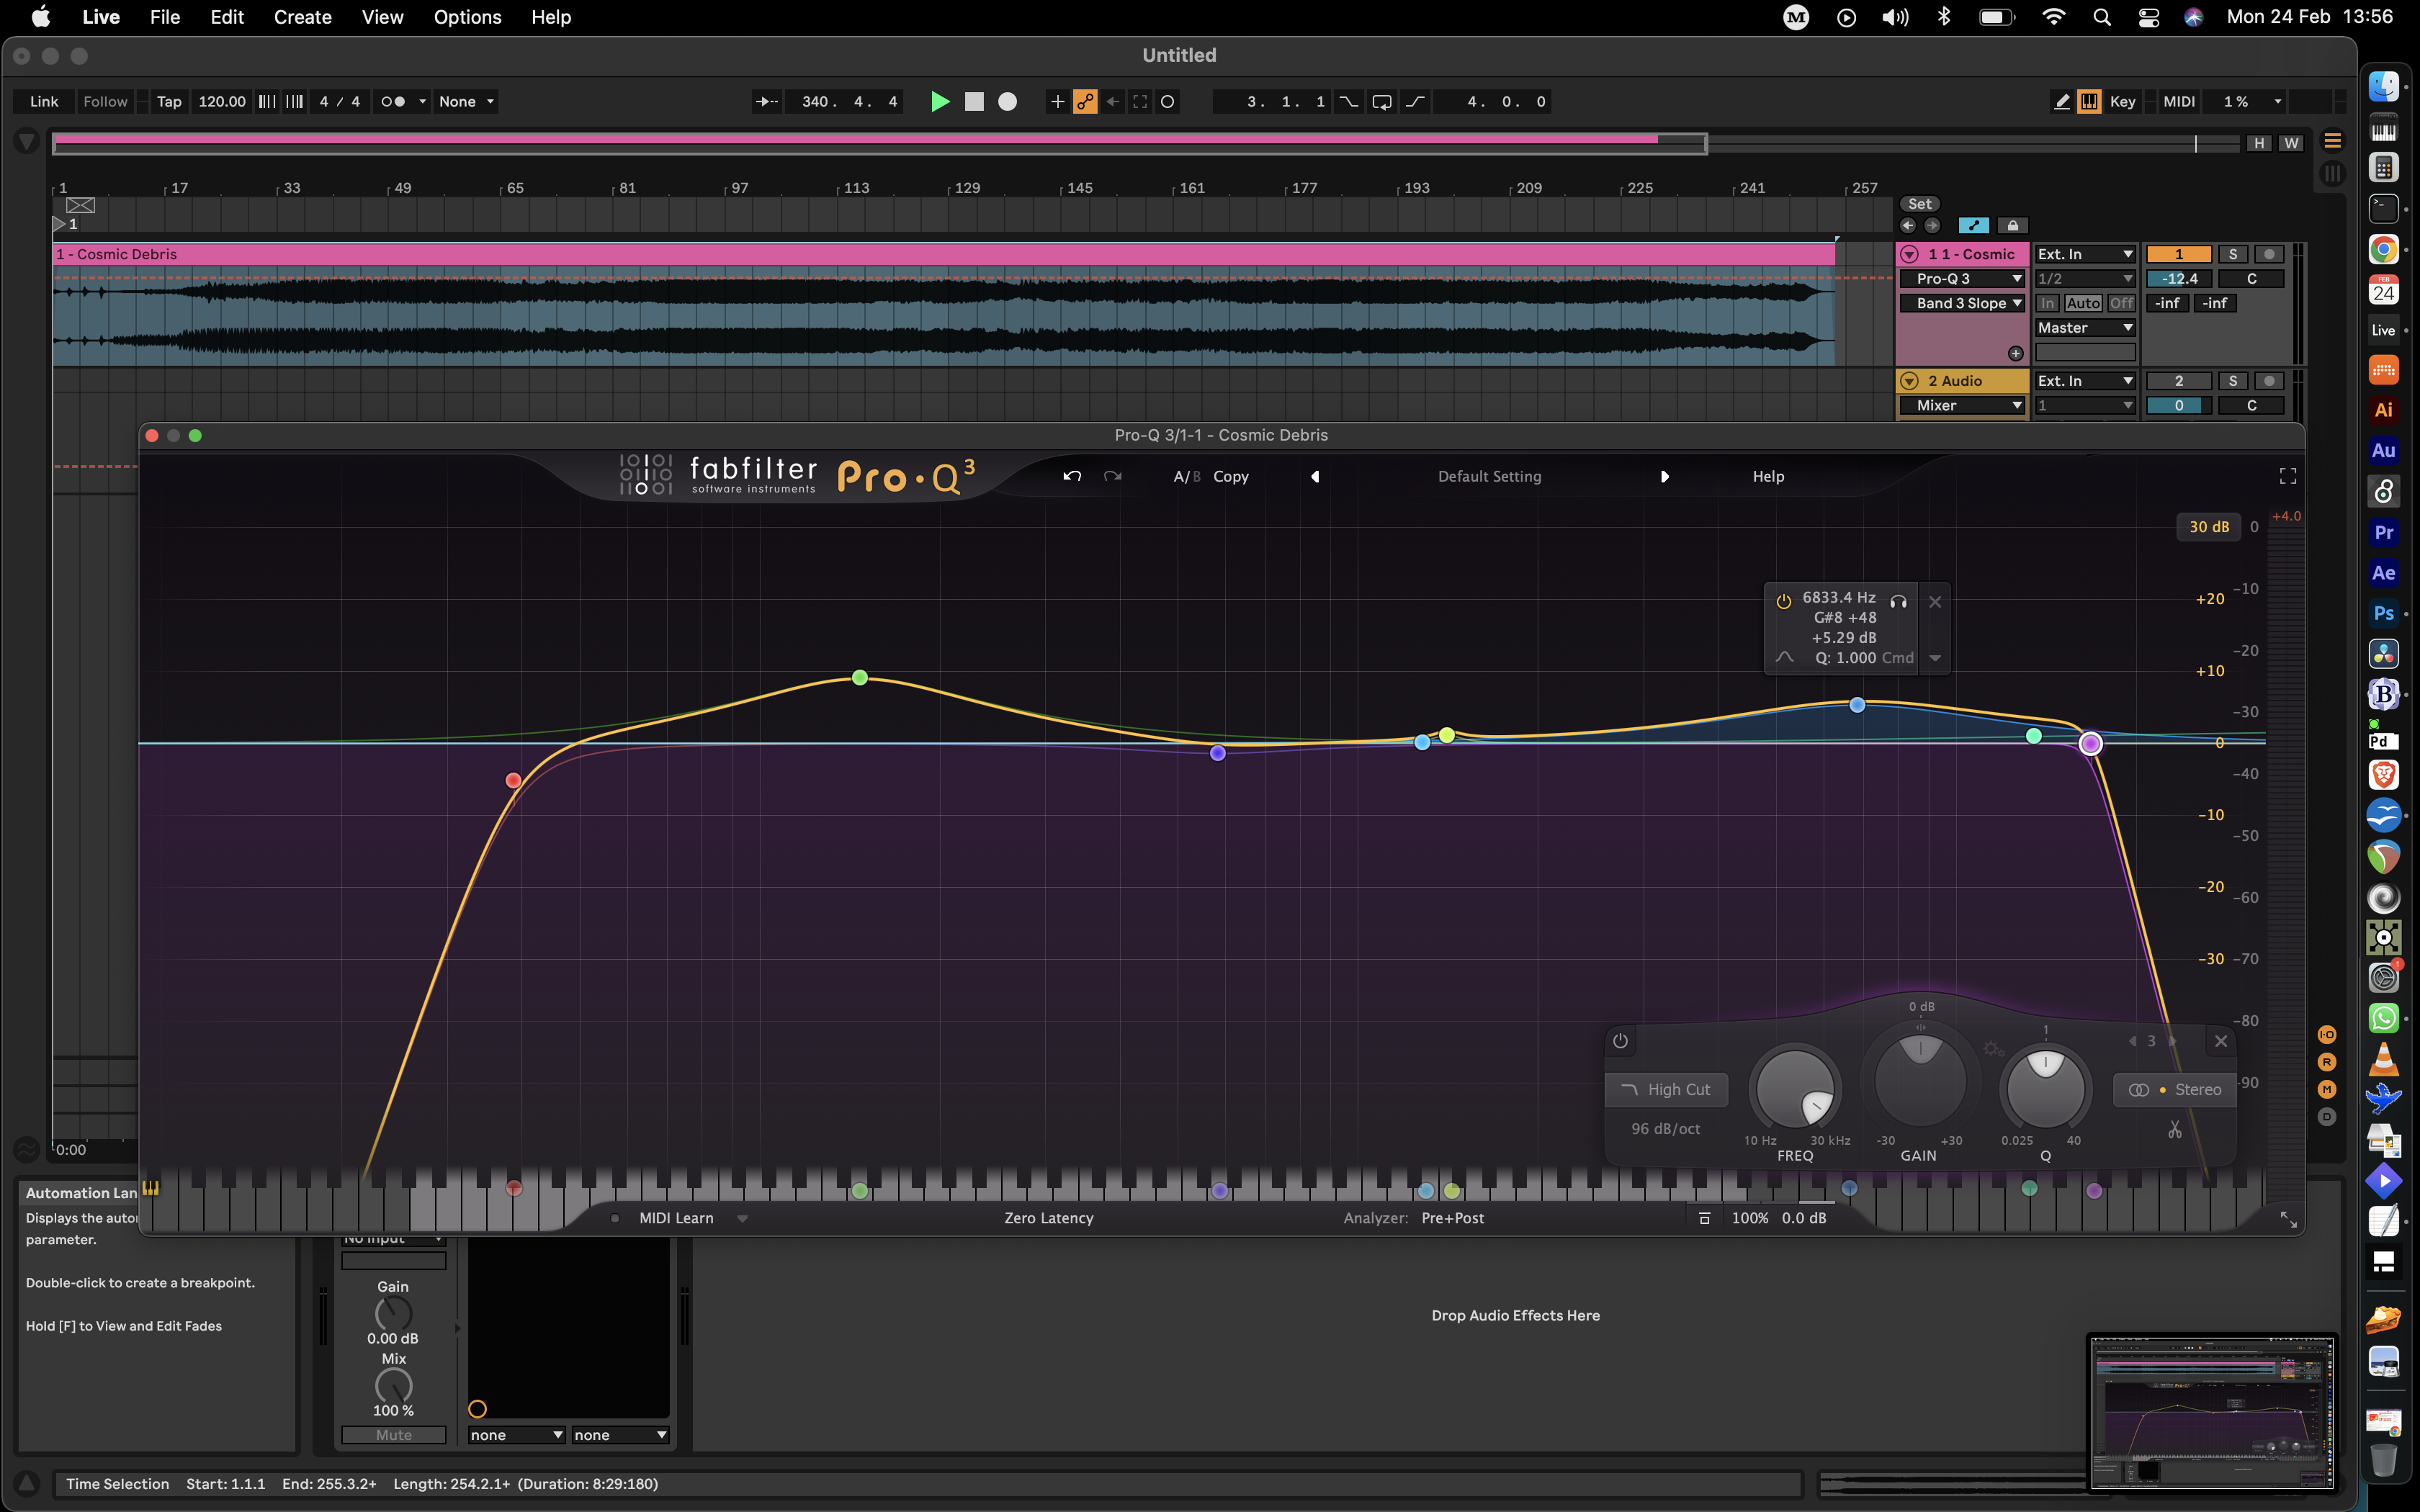 Live File Edit Create View Options Help
Mon 24 Feb 13:56
Untitled
Link Follow Tap 120.00 4 / 4 None 340. 4. 4 3. 1. 1 4. 0. 0 Key MIDI 1 %
H W
1 17 33 49 65 81 97 113 129 145 161 177 193 209 225 241 257
Set
1
1 - Cosmic Debris
1 1 - Cosmic Ext. In 1 S
Pro-Q 3 1/2 -12.4 C
Band 3 Slope In Auto Off -inf -inf
Master
2 Audio Ext. In 2 S
Mixer 1 0 C
Pro-Q 3/1-1 - Cosmic Debris
fabfilter
software instruments
Pro·Q3
A/B Copy Default Setting Help
30 dB 0 +4.0
-10
+20
-20
+10
-30
0
-40
-10
-50
-20
-60
-30 -70
-80
-90
6833.4 Hz
G#8 +48
+5.29 dB
Q: 1.000 Cmd
0 dB
1
3
High Cut
Stereo
96 dB/oct
10 Hz 30 kHz -30 +30 0.025 40
FREQ GAIN Q
MIDI Learn Zero Latency Analyzer: Pre+Post 100% 0.0 dB
0:00
I·O
R
M
D
Automation Lan
Displays the autor
parameter.
Double-click to create a breakpoint.
Hold [F] to View and Edit Fades
No Input
Gain
0.00 dB
Mix
100 %
Mute
none none
Drop Audio Effects Here
Time Selection Start: 1.1.1 End: 255.3.2+ Length: 254.2.1+ (Duration: 8:29:180)
FEB
24
Live
Ai
Au
Pr
Ae
Ps
B
Pd
1